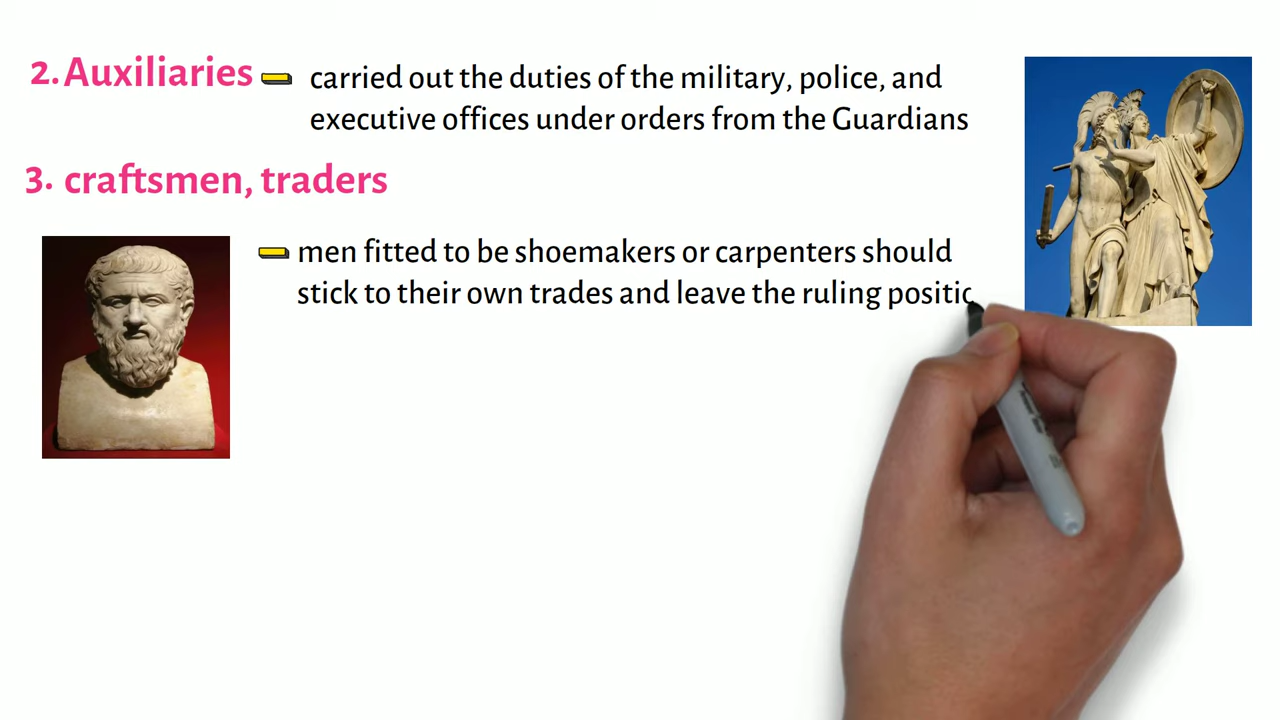 2. Auxiliaries
carried out the duties of the military, police, and
executive offices under orders from the Guardians
3. craftsmen, traders
men fitted to be shoemakers or carpenters should
stick to their own trades and leave the ruling